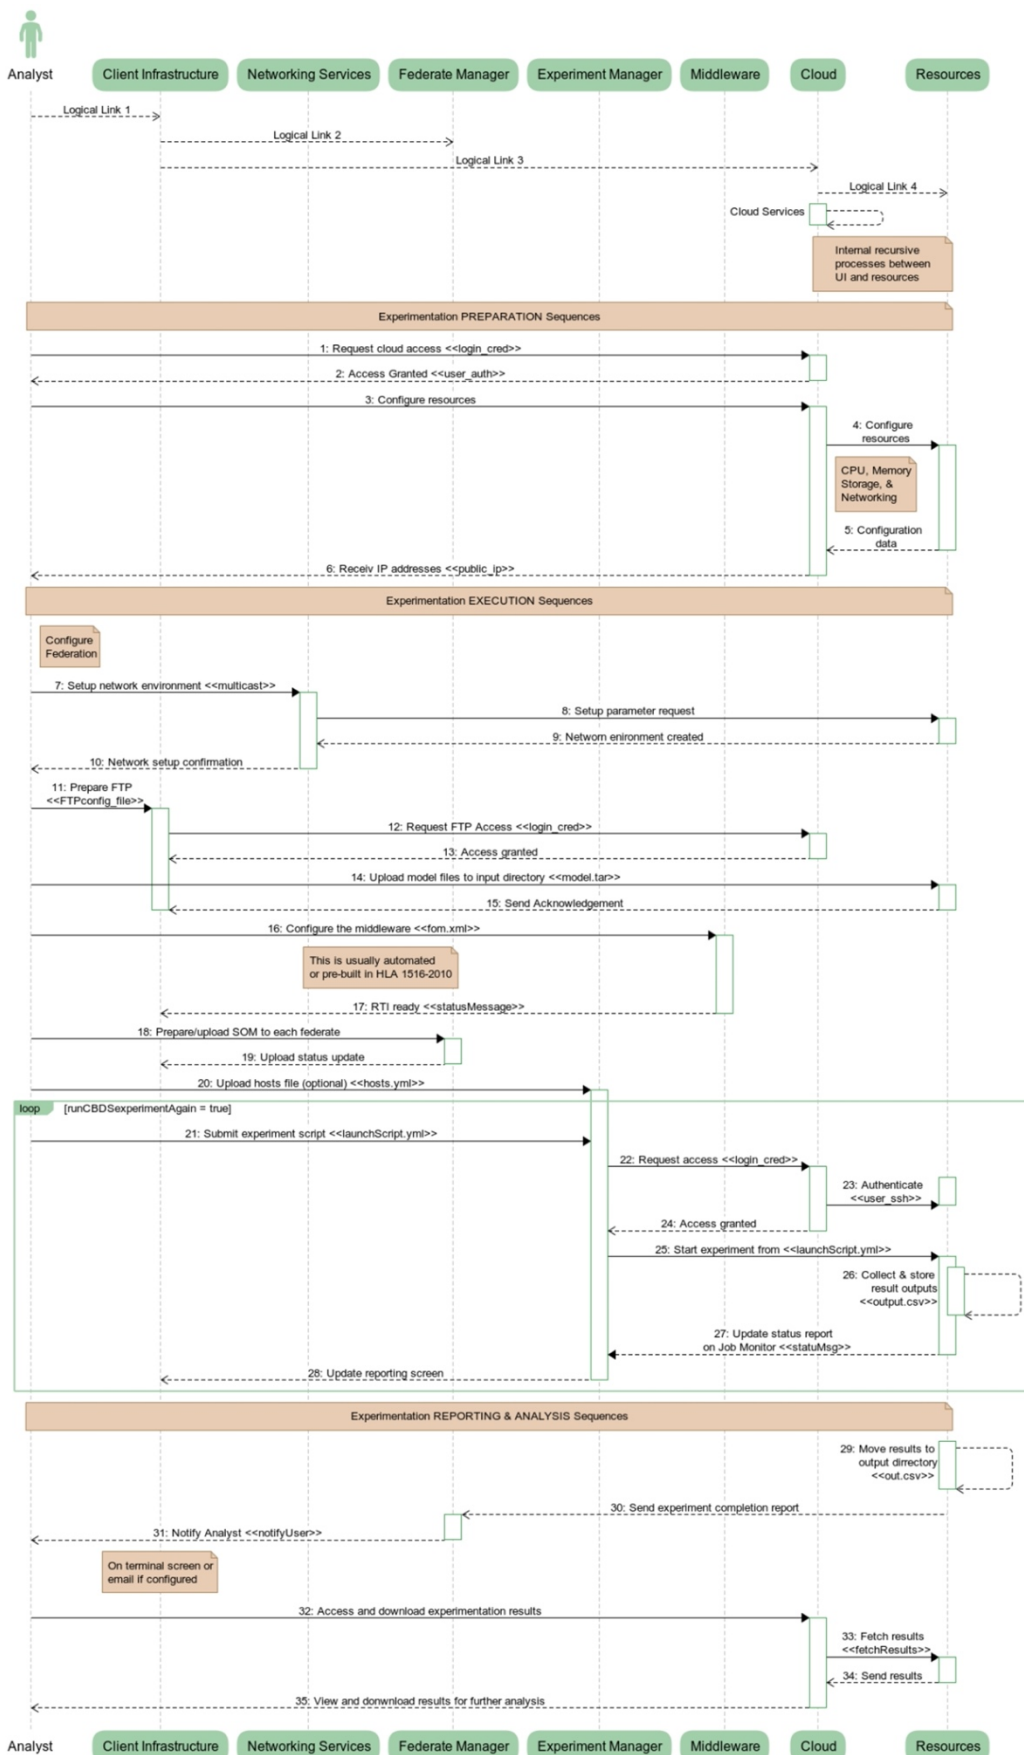 Analyst
Client Infrastructure
Networking Services
Federate Manager
Experiment Manager
Middleware
Cloud
Resources
Logical Link 1
Logical Link 2
Logical Link 3
Logical Link 4
Cloud Services
Internal recursive
processes between
UI and resources
Experimentation PREPARATION Sequences
1: Request cloud access <<login_cred>>
2: Access Granted <<user_auth>>
3: Configure resources
4: Configure
resources
CPU, Memory
Storage, &
Networking
5: Configuration
data
6: Receiv IP addresses <<public_ip>>
Experimentation EXECUTION Sequences
Configure
Federation
7: Setup network environment <<multicast>>
8: Setup parameter request
9: Networn enironment created
10: Network setup confirmation
11: Prepare FTP
<<FTPconfig_file>>
12: Request FTP Access <<login_cred>>
13: Access granted
14: Upload model files to input directory <<model.tar>>
15: Send Acknowledgement
16: Configure the middleware <<fom.xml>>
This is usually automated
or pre-built in HLA 1516-2010
17: RTI ready <<statusMessage>>
18: Prepare/upload SOM to each federate
19: Upload status update
20: Upload hosts file (optional) <<hosts.yml>>
loop [runCBDSexperimentAgain = true]
21: Submit experiment script <<launchScript.yml>>
22: Request access <<login_cred>>
23: Authenticate
<<user_ssh>>
24: Access granted
25: Start experiment from <<launchScript.yml>>
26: Collect & store
result outputs
<<output.csv>>
27: Update status report
on Job Monitor <<statuMsg>>
28: Update reporting screen
Experimentation REPORTING & ANALYSIS Sequences
29: Move results to
output dirrectory
<<out.csv>>
30: Send experiment completion report
31: Notify Analyst <<notifyUser>>
On terminal screen or
email if configured
32: Access and download experimentation results
33: Fetch results
<<fetchResults>>
34: Send results
35: View and donwnload results for further analysis
Analyst
Client Infrastructure
Networking Services
Federate Manager
Experiment Manager
Middleware
Cloud
Resources